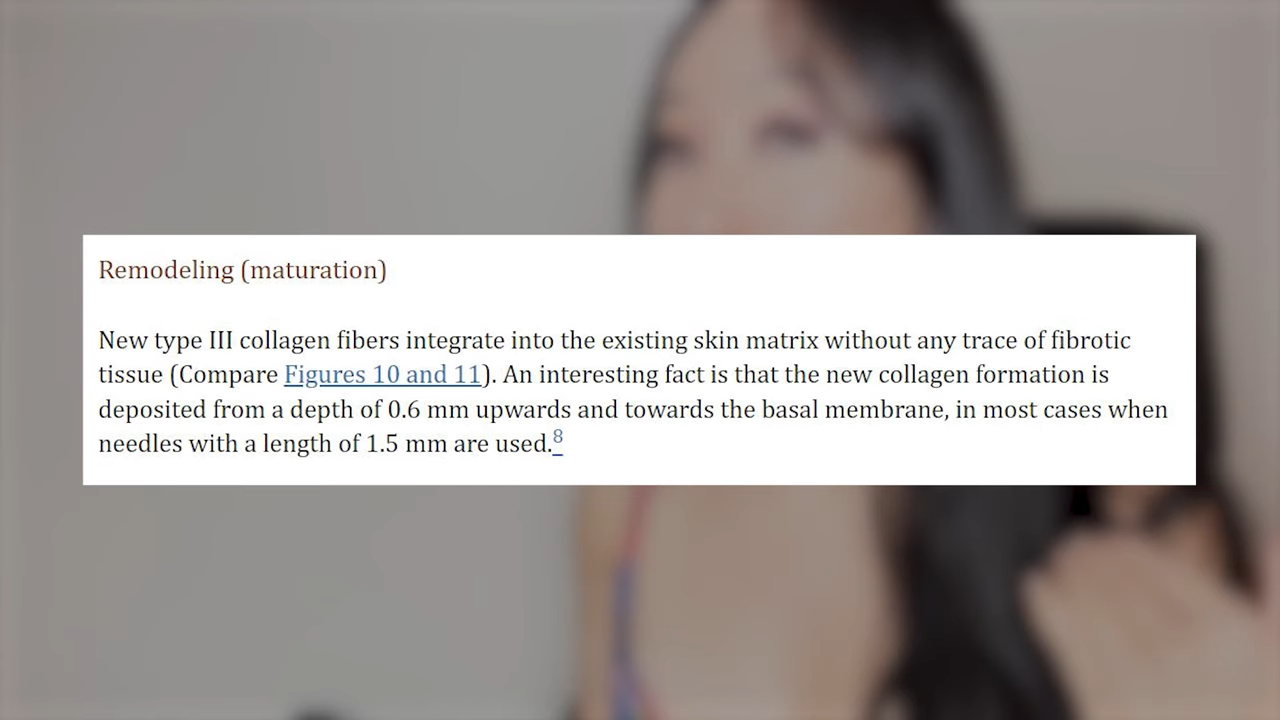 Remodeling (maturation)
New type III collagen fibers integrate into the existing skin matrix without any trace of fibrotic
tissue (Compare Figures 10 and 11). An interesting fact is that the new collagen formation is
deposited from a depth of 0.6 mm upwards and towards the basal membrane, in most cases when
needles with a length of 1.5 mm are used.8